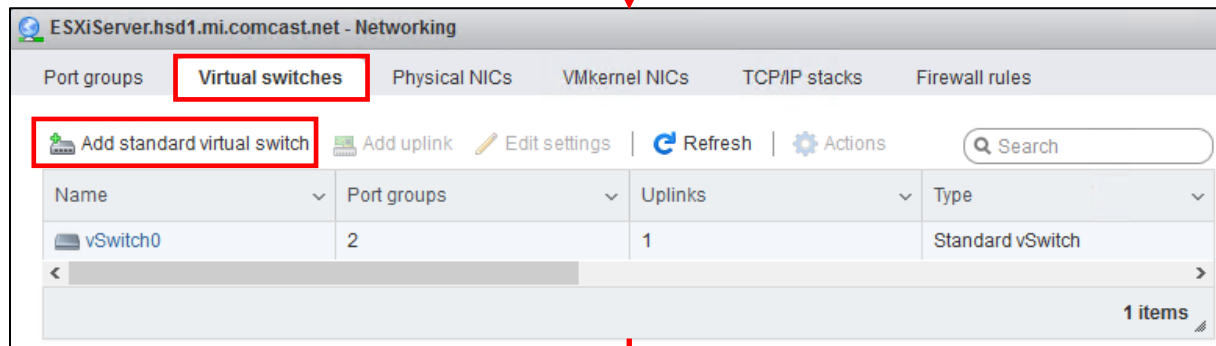 ESXiServer.hsd1.mi.comcast.net - Networking
Port groups Virtual switches Physical NICs VMkernel NICs TCP/IP stacks Firewall rules
Add standard virtual switch Add uplink Edit settings Refresh Actions Search
Name Port groups Uplinks Type
vSwitch0 2 1 Standard vSwitch
1 items